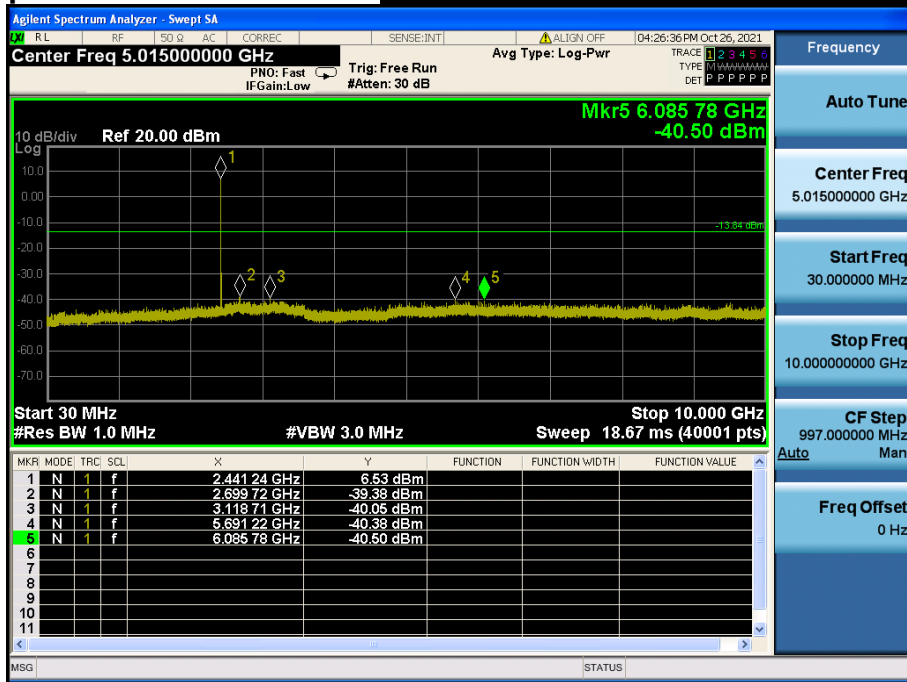 Agilent Spectrum Analyzer - Swept SA
LXI RL RF 50 Ω AC CORREC SENSE:INT ALIGN OFF 04:26:36 PM Oct 26, 2021
Center Freq 5.015000000 GHz Avg Type: Log-Pwr TRACE 1 2 3 4 5 6
PNO: Fast Trig: Free Run TYPE M WWWWW
IFGain:Low #Atten: 30 dB DET P P P P P P
Mkr5 6.085 78 GHz
10 dB/div Ref 20.00 dBm -40.50 dBm
Log
10.0
0.00
-10.0
-13.84 dBm
-20.0
-30.0
-40.0
-50.0
-60.0
-70.0
1
2
3
4
5
Start 30 MHz Stop 10.000 GHz
#Res BW 1.0 MHz #VBW 3.0 MHz Sweep 18.67 ms (40001 pts)
MKR MODE TRC SCL X Y FUNCTION FUNCTION WIDTH FUNCTION VALUE
1 N 1 f 2.441 24 GHz 6.53 dBm
2 N 1 f 2.699 72 GHz -39.38 dBm
3 N 1 f 3.118 71 GHz -40.05 dBm
4 N 1 f 5.691 22 GHz -40.38 dBm
5 N 1 f 6.085 78 GHz -40.50 dBm
6
7
8
9
10
11
MSG STATUS
Frequency
Auto Tune
Center Freq
5.015000000 GHz
Start Freq
30.000000 MHz
Stop Freq
10.000000000 GHz
CF Step
997.000000 MHz
Auto Man
Freq Offset
0 Hz